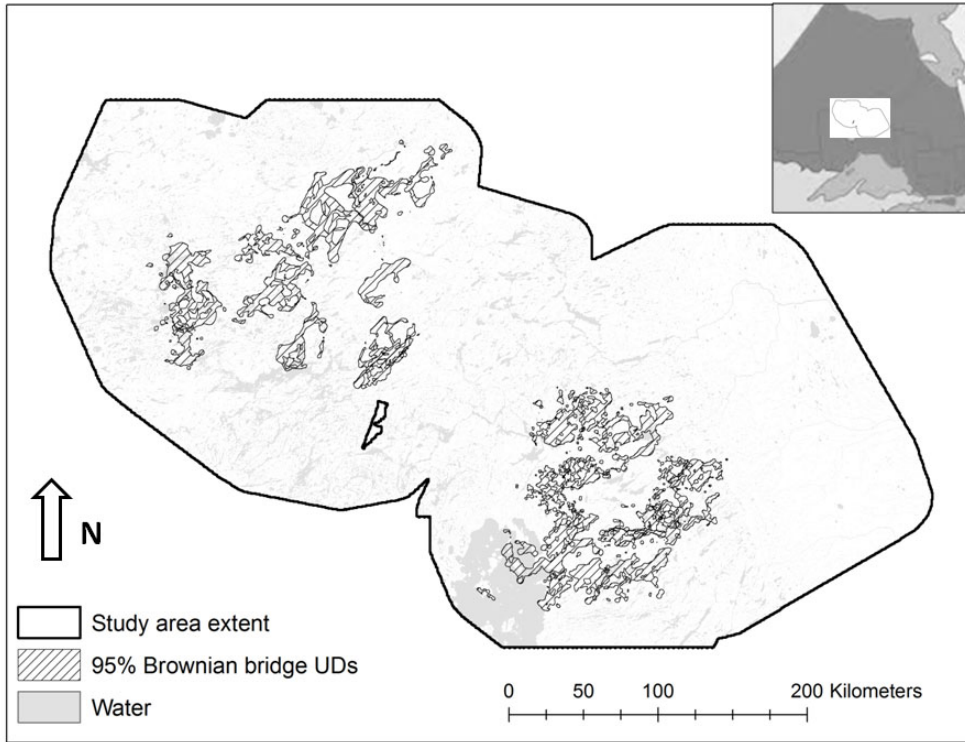 N
Study area extent
95% Brownian bridge UDs
Water
0 50 100 200 Kilometers